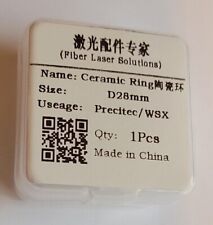 激光配件专家
(Fiber Laser Solutions)
Name: Ceramic Ring陶瓷环
Size: D28mm
Useage: Precitec/WSX
Qty: 1Pcs
Made in China